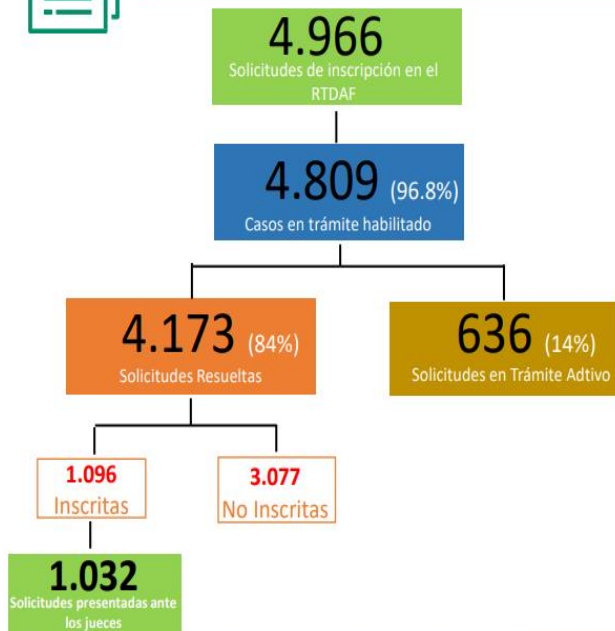 4.966
Solicitudes de inscripción en el
RTDAF
4.809 (96.8%)
Casos en trámite habilitado
4.173 (84%)
Solicitudes Resueltas
636 (14%)
Solicitudes en Trámite Adtivo
1.096
Inscritas
3.077
No Inscritas
1.032
Solicitudes presentadas ante
los jueces